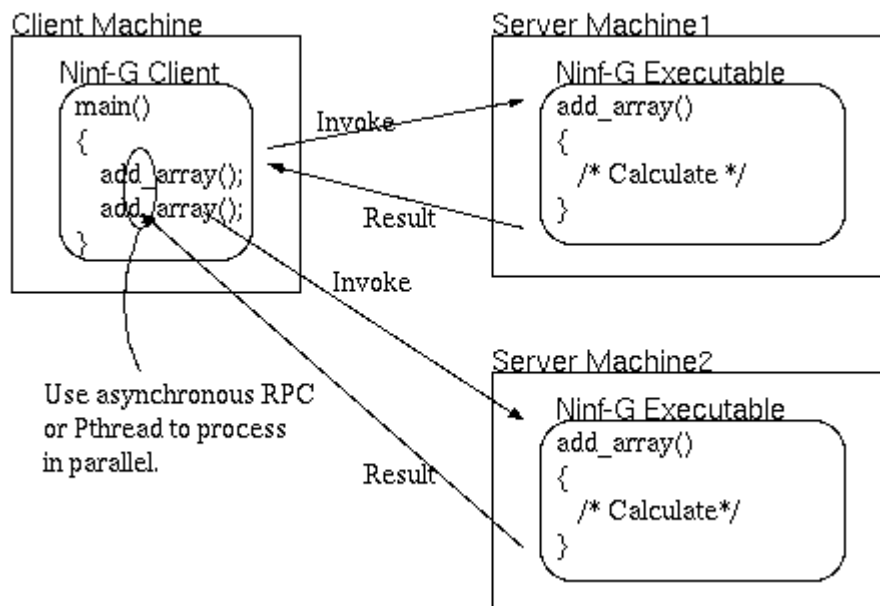 Client Machine
Ninf-G Client
main()
{
add_array();
add_array();
}
Use asynchronous RPC
or Pthread to process
in parallel.
Invoke
Result
Invoke
Result
Server Machine1
Ninf-G Executable
add_array()
{
/* Calculate */
}
Server Machine2
Ninf-G Executable
add_array()
{
/* Calculate*/
}